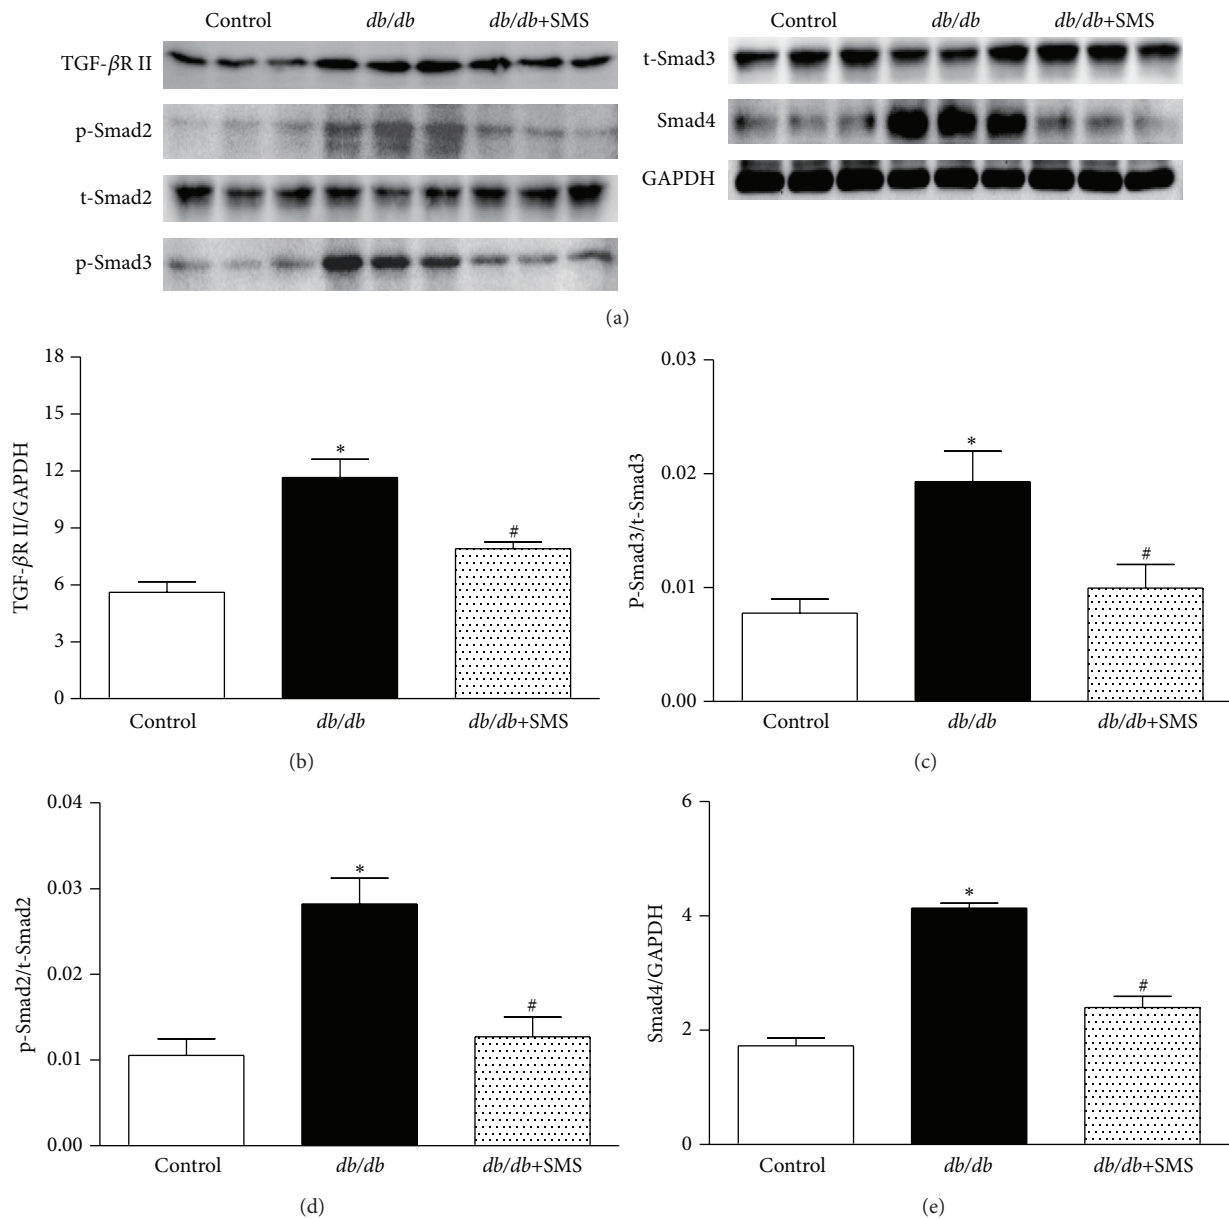 Control db/db db/db+SMS
TGF-βR II
p-Smad2
t-Smad2
p-Smad3
Control db/db db/db+SMS
t-Smad3
Smad4
GAPDH
(a)
18
15
12
9
6
3
0
TGF-βR II/GAPDH
*
#
Control db/db db/db+SMS
(b)
0.03
0.02
0.01
0.00
P-Smad3/t-Smad3
*
#
Control db/db db/db+SMS
(c)
0.04
0.03
0.02
0.01
0.00
p-Smad2/t-Smad2
*
#
Control db/db db/db+SMS
(d)
6
4
2
0
Smad4/GAPDH
*
#
Control db/db db/db+SMS
(e)